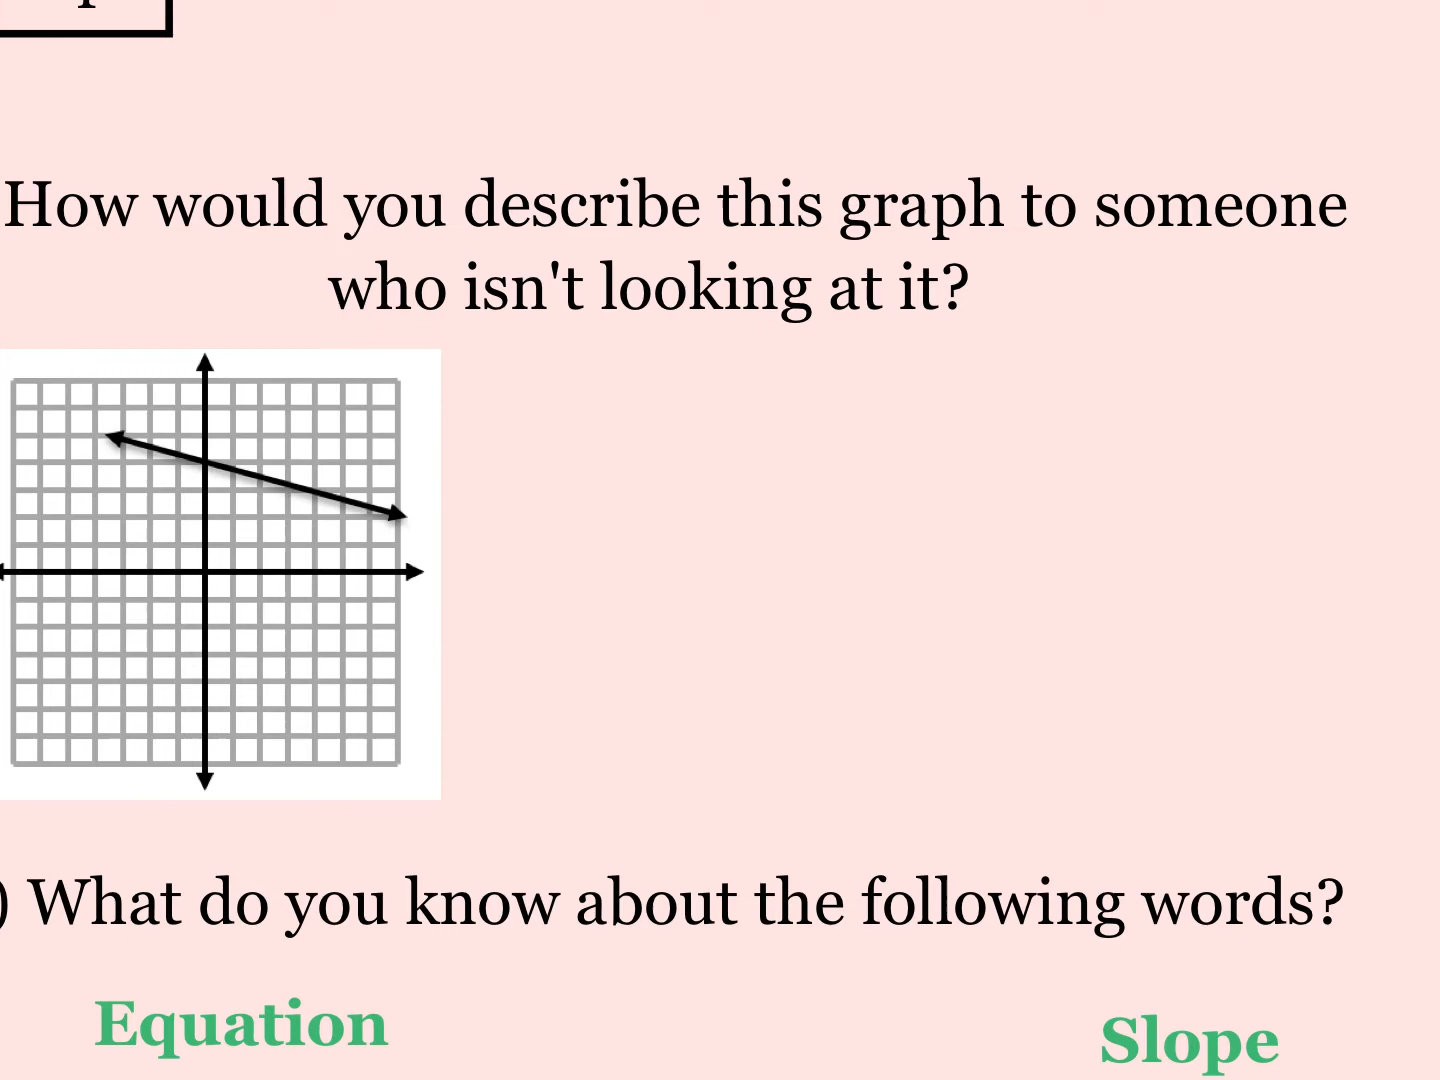 How would you describe this graph to someone
who isn't looking at it?
) What do you know about the following words?
Equation
Slope